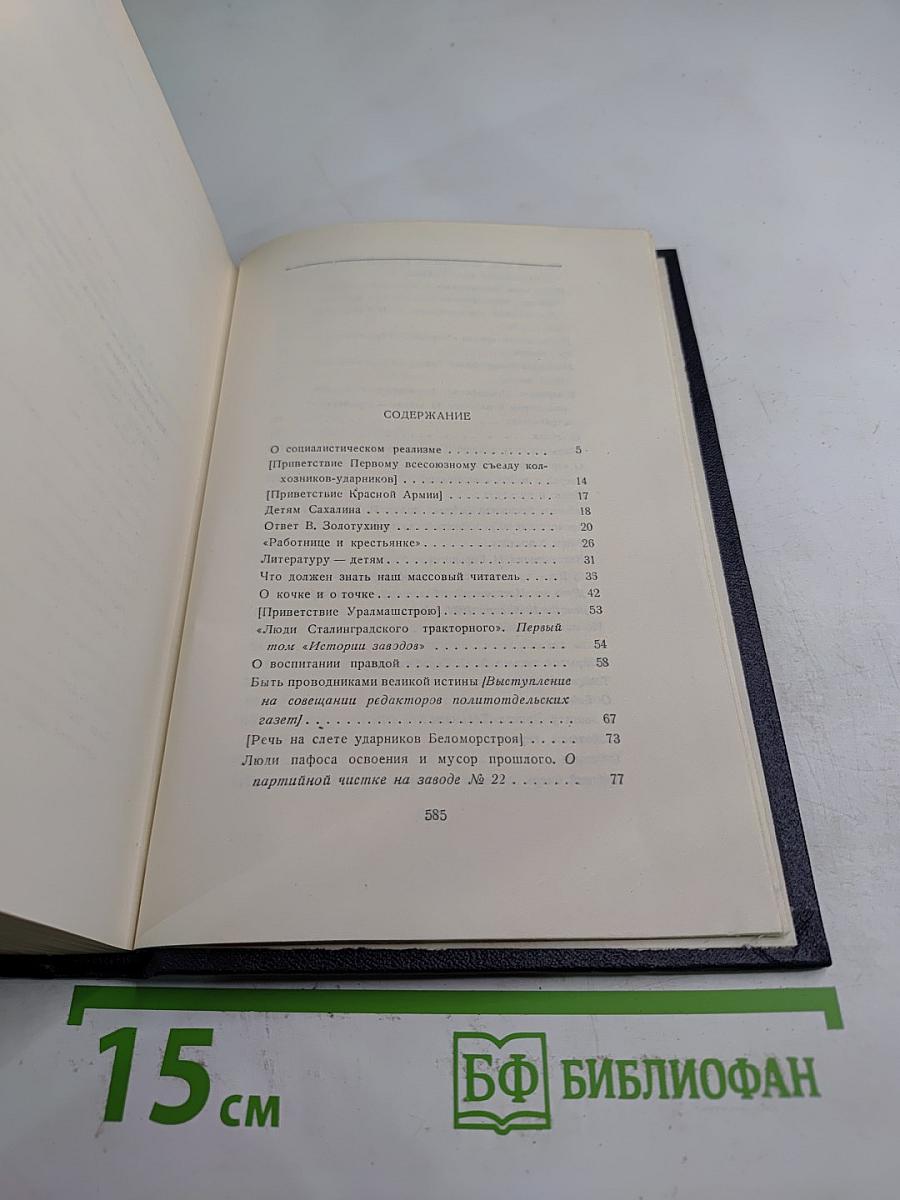 СОДЕРЖАНИЕ
О социалистическом реализме . . . . . . . . . . . . 5
[Приветствие Первому всесоюзному съезду кол-
хозников-ударников] . . . . . . . . . . . . . . . . 14
[Приветствие Красной Армии] . . . . . . . . . . . 17
Детям Сахалина . . . . . . . . . . . . . . . . . . . . 18
Ответ В. Золотухину . . . . . . . . . . . . . . . . . 20
«Работнице и крестьянке» . . . . . . . . . . . . . . 26
Литературу — детям . . . . . . . . . . . . . . . . . . 31
Что должен знать наш массовый читатель . . . . 35
О кочке и о точке . . . . . . . . . . . . . . . . . . . 42
[Приветствие Уралмашстрою] . . . . . . . . . . . . . 53
«Люди Сталинградского тракторного». Первый
том «Истории заводов» . . . . . . . . . . . . . . 54
О воспитании правдой . . . . . . . . . . . . . . . . 58
Быть проводниками великой истины [Выступление
на совещании редакторов политотдельских
газет] . . . . . . . . . . . . . . . . . . . . . . . . . . 67
[Речь на слете ударников Беломорстроя] . . . . . 73
Люди пафоса освоения и мусор прошлого. О
партийной чистке на заводе № 22 . . . . . . . 77
585
15 см
БФ БИБЛИОФАН